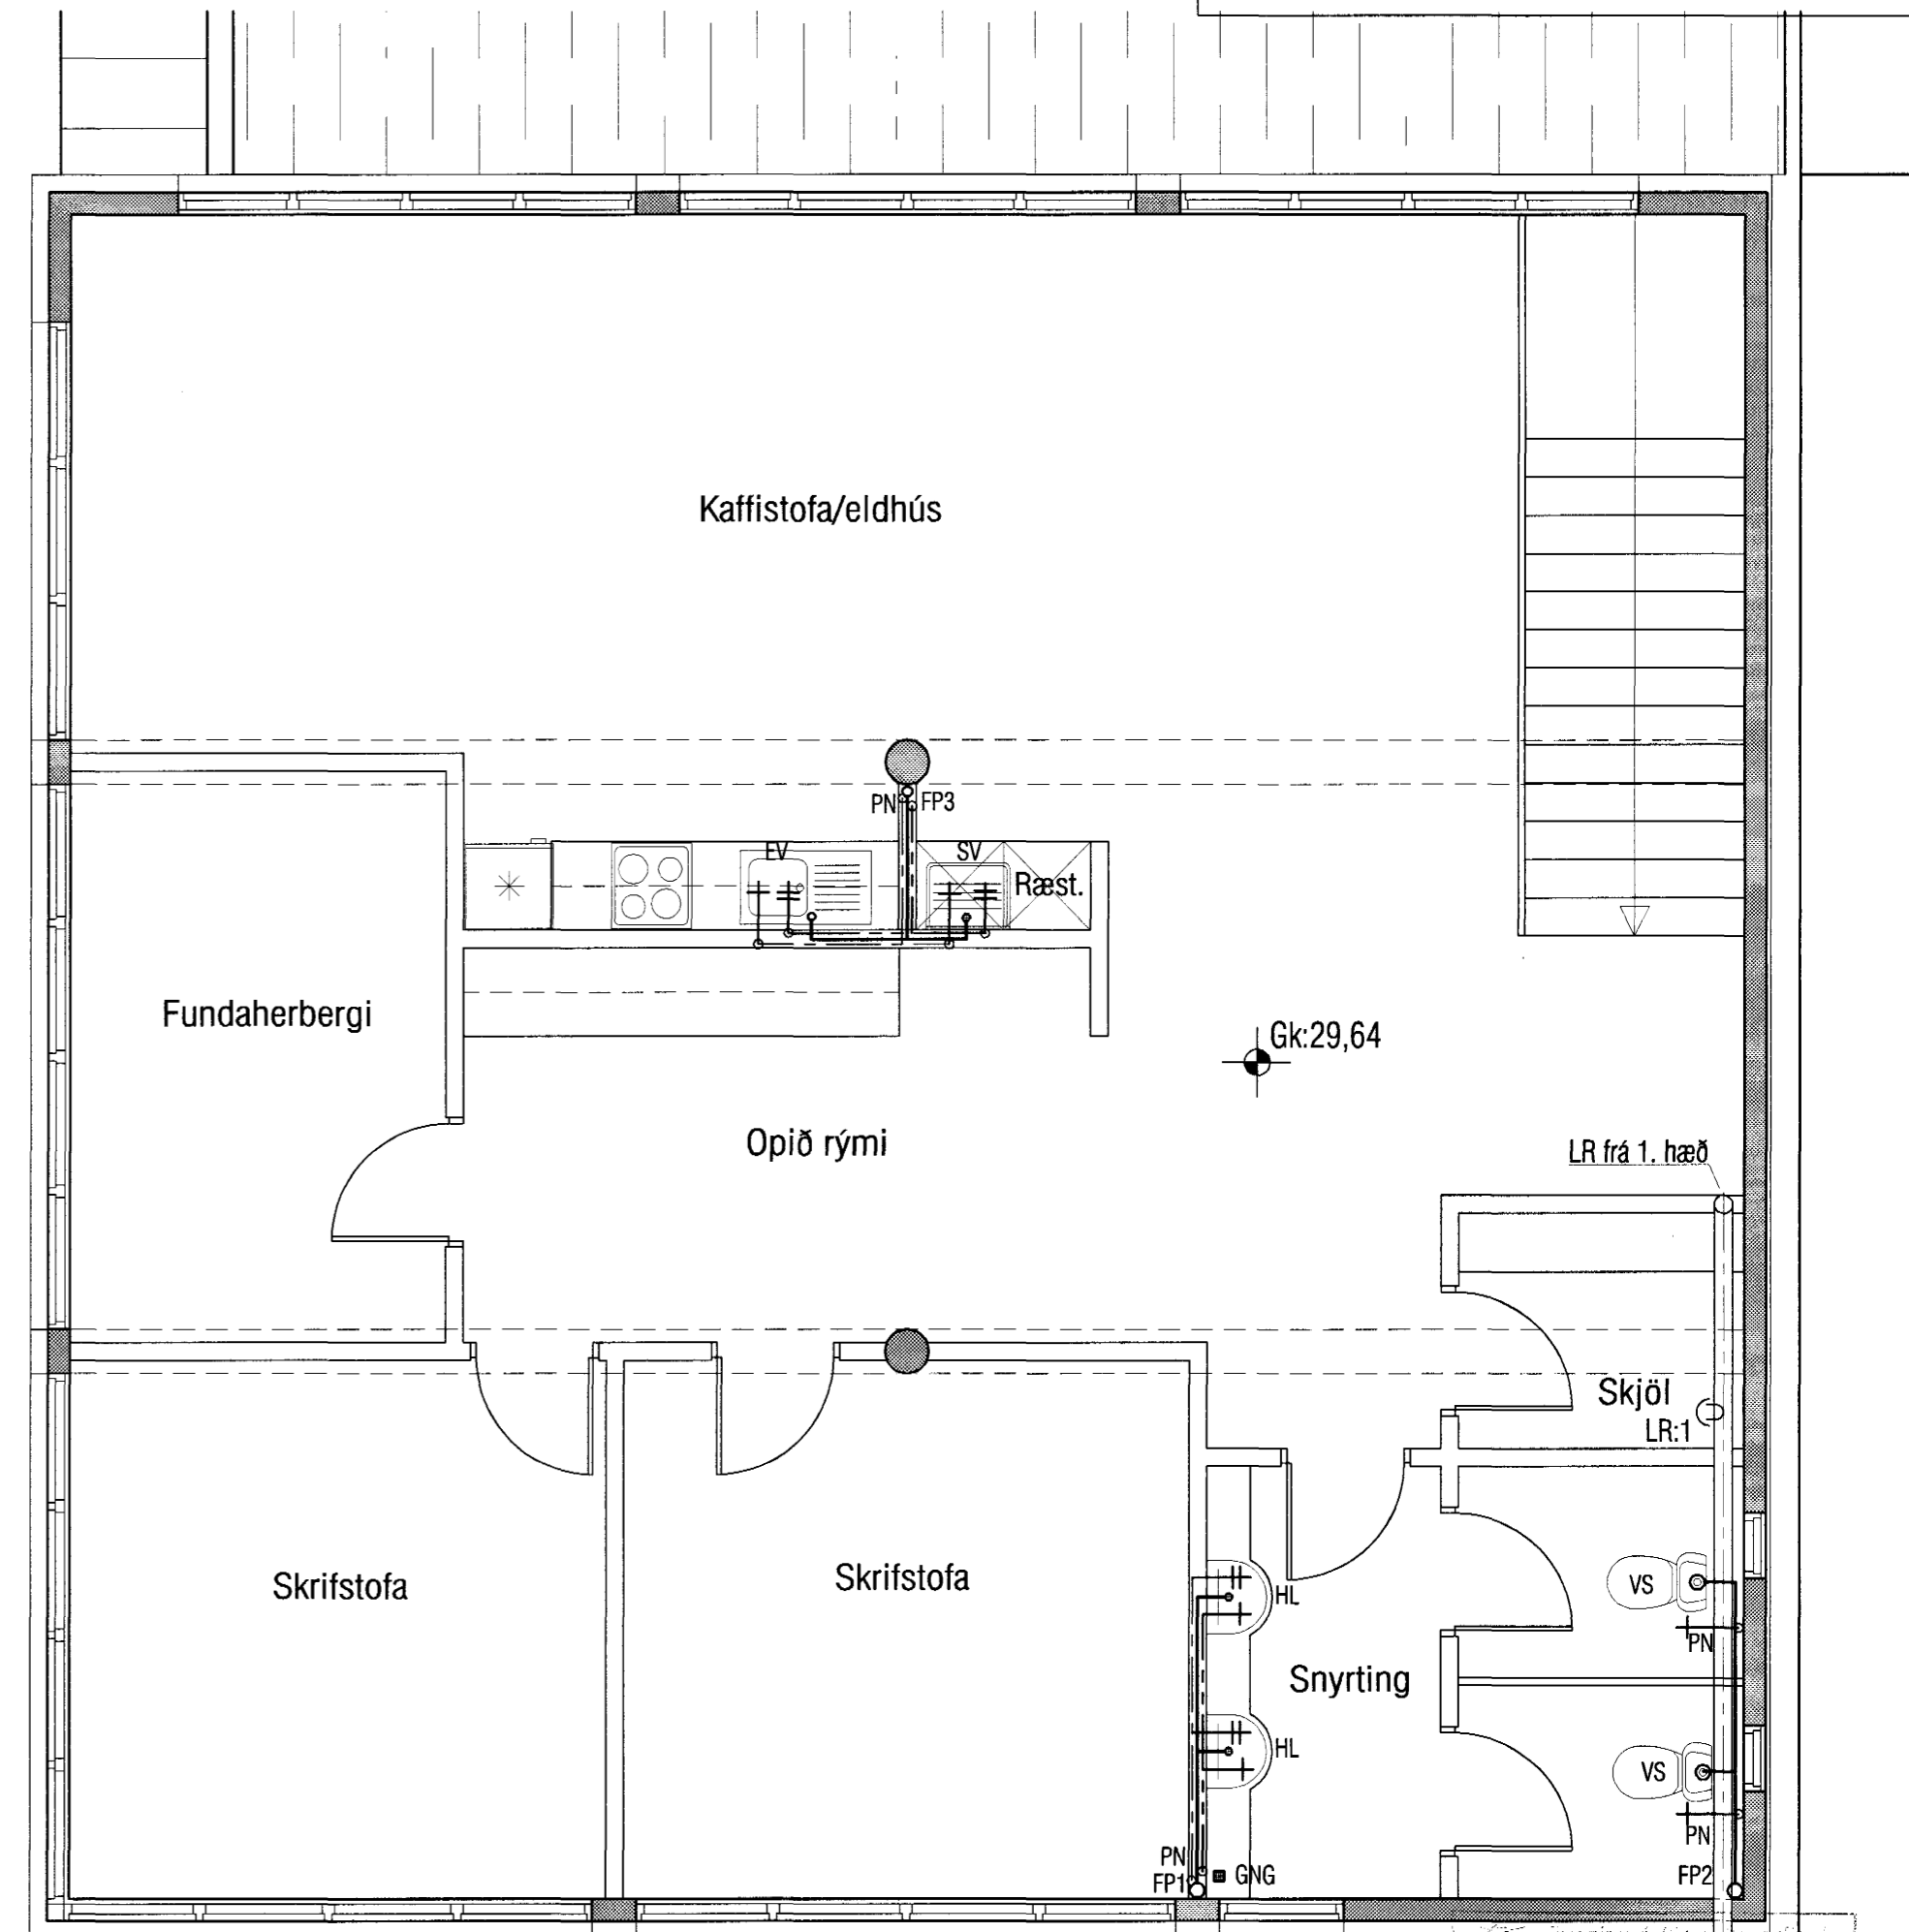 Kaffistofa/eldhús
PN FP3
EV
SV
Ræst.
Fundaherbergi
Gk:29,64
Opið rými
LR frá 1. hæð
Skjöl
LR:1
Skrifstofa
Skrifstofa
HL
VS
PN
Snyrting
HL
VS
PN
PN
FP1
GNG
FP2